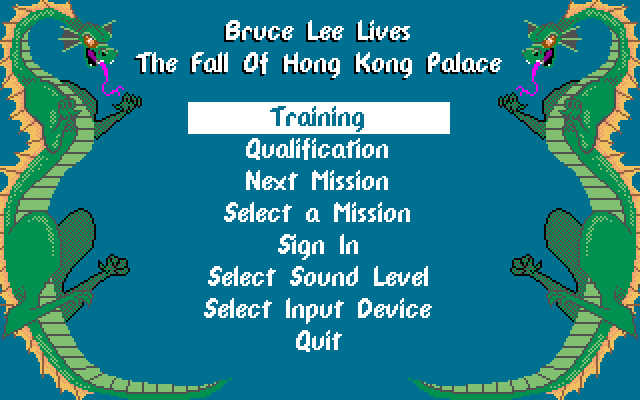 Bruce Lee Lives
The Fall Of Hong Kong Palace
Training
Qualification
Next Mission
Select a Mission
Sign In
Select Sound Level
Select Input Device
Quit